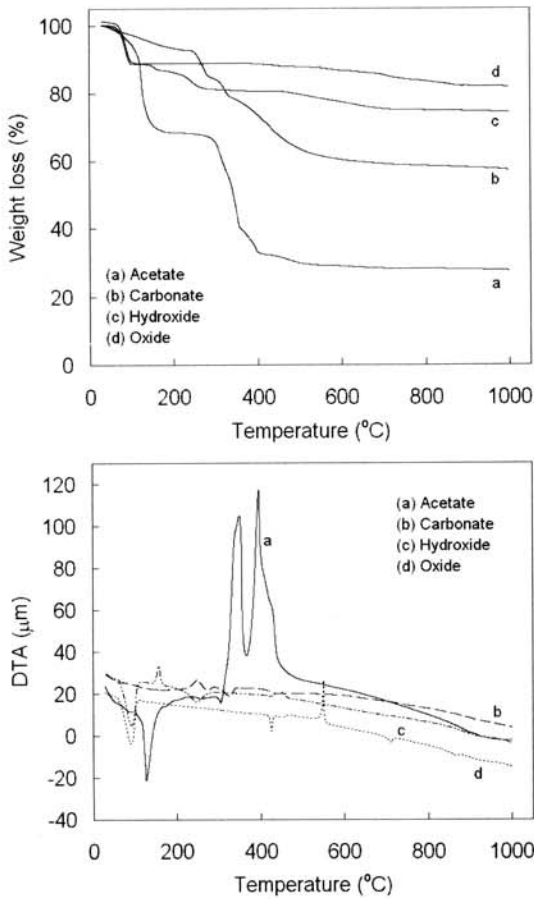 100
80
60
40
20
0
Weight loss (%)
d
c
b
a
(a) Acetate
(b) Carbonate
(c) Hydroxide
(d) Oxide
0 200 400 600 800 1000
Temperature (°C)
120
100
80
60
40
20
0
-20
-40
DTA (μm)
(a) Acetate
(b) Carbonate
(c) Hydroxide
(d) Oxide
a
b
c
d
0 200 400 600 800 1000
Temperature (°C)